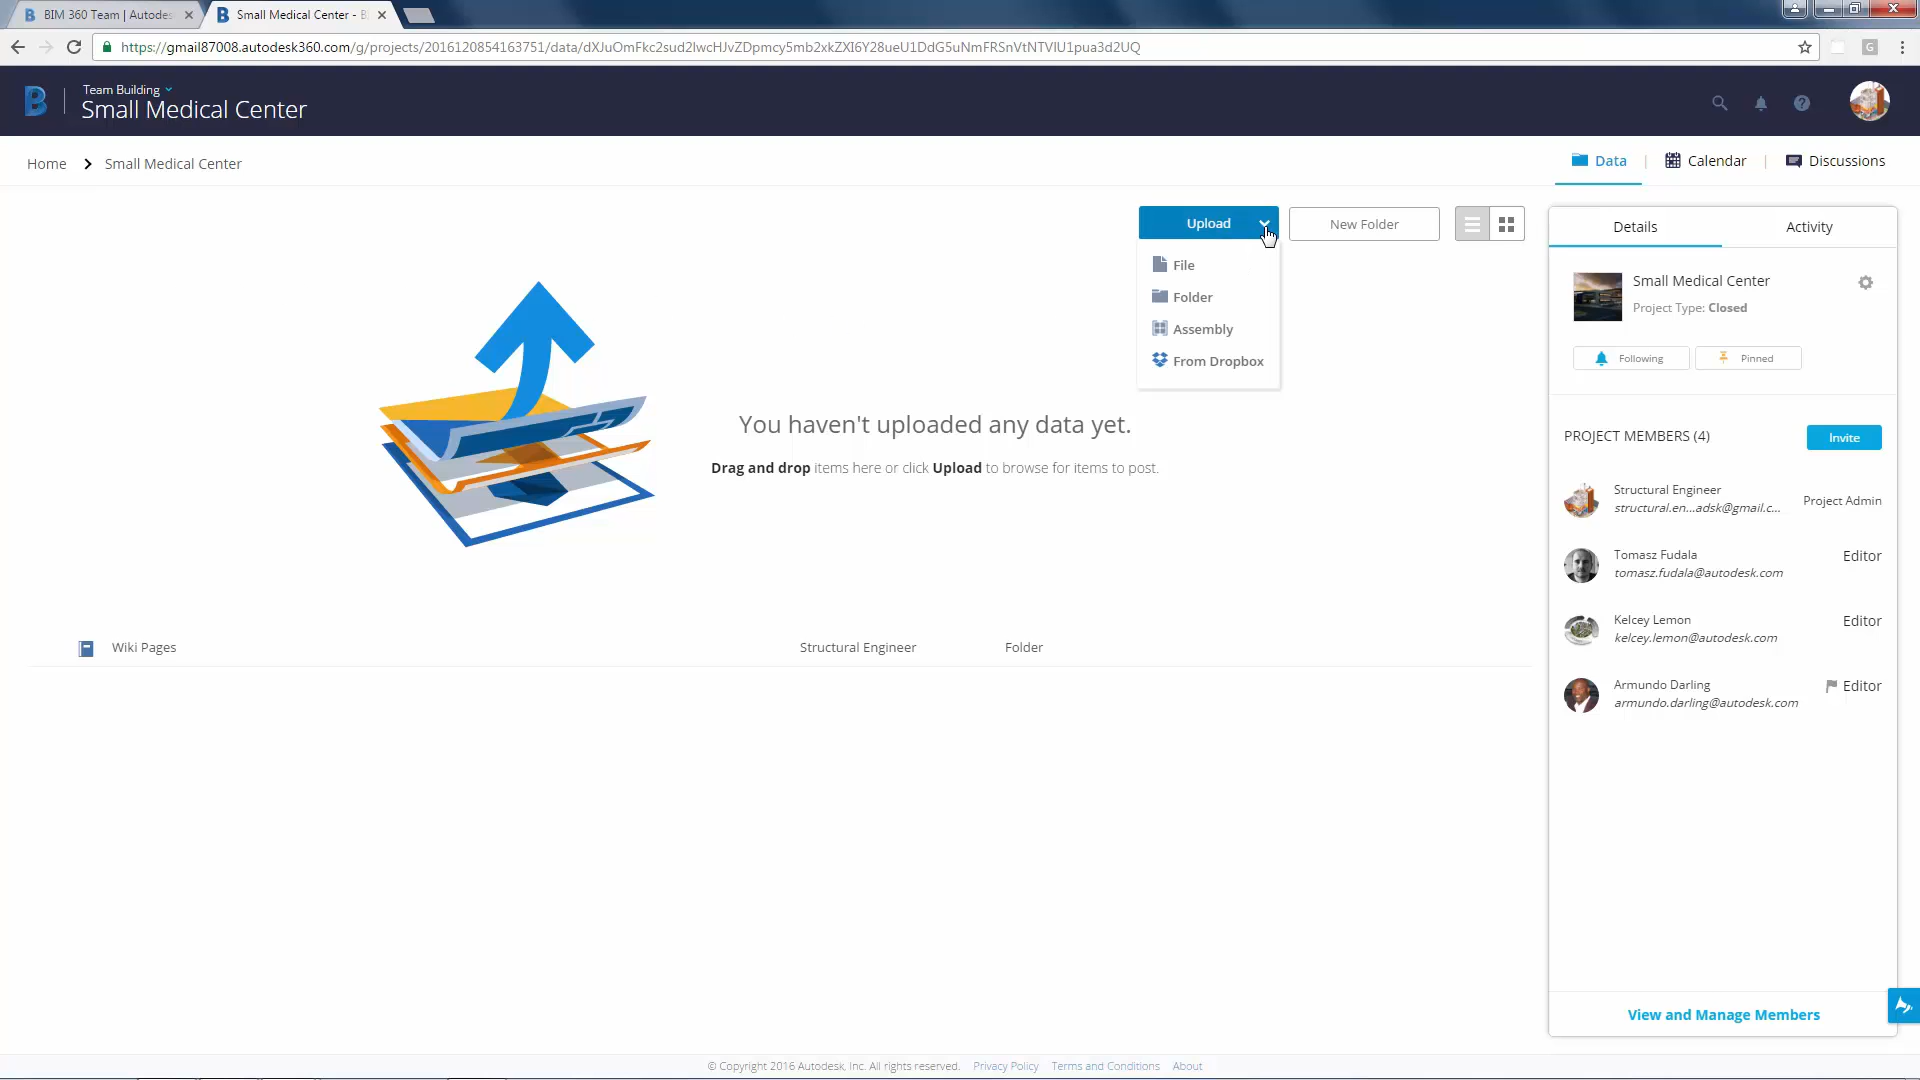 BIM 360 Team | Autodes
Small Medical Center - B
https://gmail87008.autodesk360.com/g/projects/2016120854163751/data/dXJuOmFkc2sud2lwcHJvZDpmcy5mb2xkZXI6Y28ueU1DdG5uNmFRSnVtNTVlU1pua3d2UQ
Team Building
Small Medical Center
Home
Small Medical Center
Data
Calendar
Discussions
Upload
New Folder
File
Folder
Assembly
From Dropbox
You haven't uploaded any data yet.
Drag and drop items here or click Upload to browse for items to post.
Wiki Pages
Structural Engineer
Folder
Details
Activity
Small Medical Center
Project Type: Closed
Following
Pinned
PROJECT MEMBERS (4)
Invite
Structural Engineer
structural.en...adsk@gmail.c...
Project Admin
Tomasz Fudala
tomasz.fudala@autodesk.com
Editor
Kelcey Lemon
kelcey.lemon@autodesk.com
Editor
Armundo Darling
armundo.darling@autodesk.com
Editor
View and Manage Members
© Copyright 2016 Autodesk, Inc. All rights reserved. Privacy Policy Terms and Conditions About